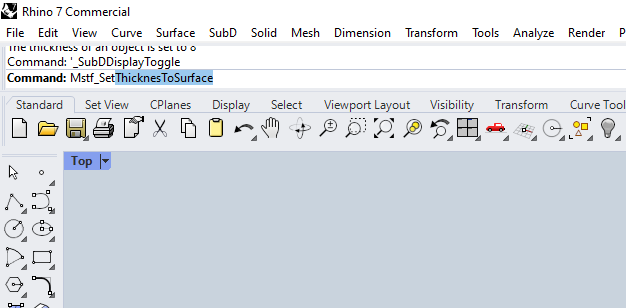 Rhino 7 Commercial
File Edit View Curve Surface SubD Solid Mesh Dimension Transform Tools Analyze Render P
The thickness of an object is set to 8
Command: '_SubDDisplayToggle
Command: Mstf_SetThicknesToSurface
Standard Set View CPlanes Display Select Viewport Layout Visibility Transform Curve Tool
Top